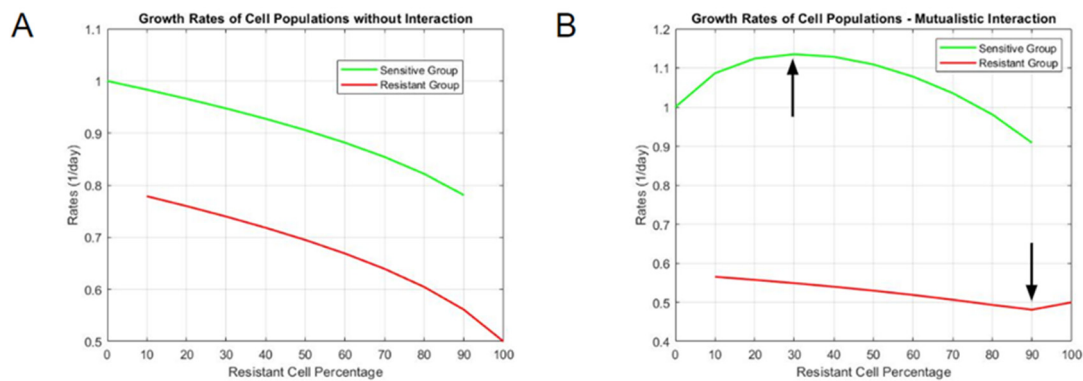 A
Growth Rates of Cell Populations without Interaction
1.1
1
0.9
0.8
0.7
0.6
0.5
Rates (1/day)
Sensitive Group
Resistant Group
0 10 20 30 40 50 60 70 80 90 100
Resistant Cell Percentage
B
Growth Rates of Cell Populations - Mutualistic Interaction
1.2
1.1
1
0.9
0.8
0.7
0.6
0.5
0.4
Rates (1/day)
Sensitive Group
Resistant Group
0 10 20 30 40 50 60 70 80 90 100
Resistant Cell Percentage